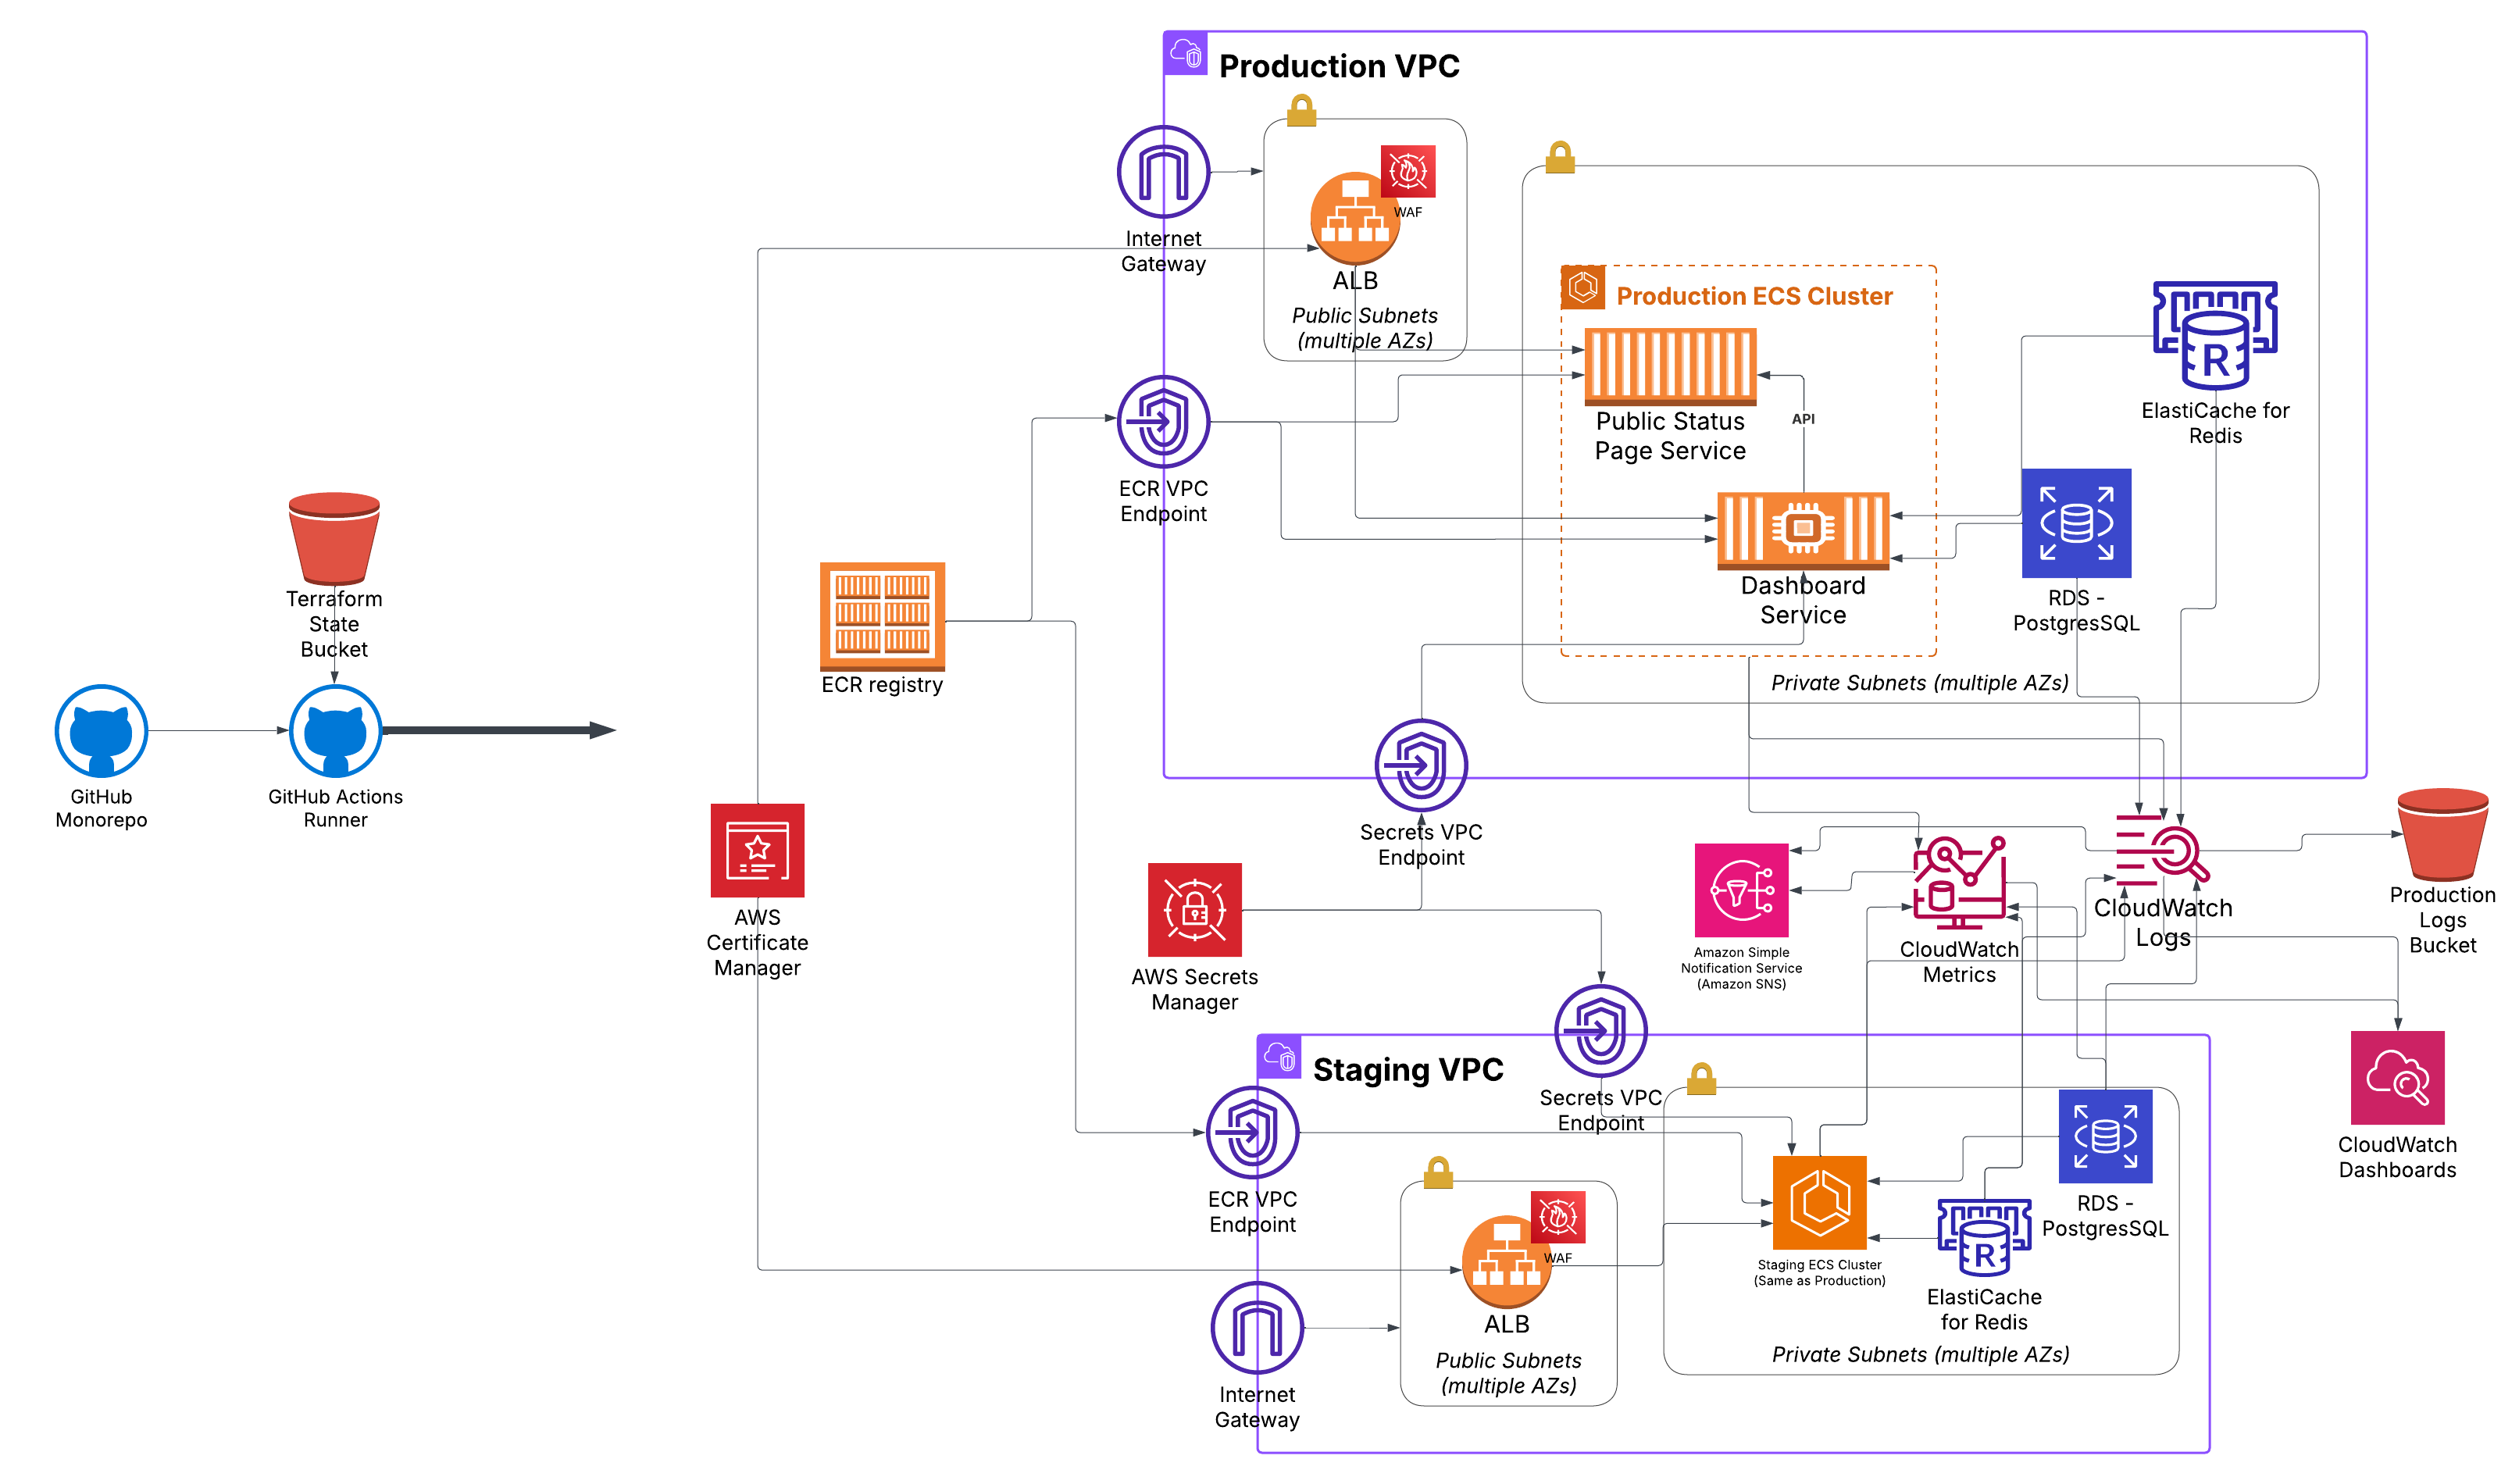 Production VPC
WAF
Internet
Gateway
ALB
Public Subnets
(multiple AZs)
Production ECS Cluster
Public Status
Page Service
API
R
ElastiCache for
Redis
ECR VPC
Endpoint
Dashboard
Service
RDS -
PostgresSQL
Private Subnets (multiple AZs)
Terraform
State
Bucket
ECR registry
GitHub
Monorepo
GitHub Actions
Runner
AWS
Certificate
Manager
Secrets VPC
Endpoint
AWS Secrets
Manager
Amazon Simple
Notification Service
(Amazon SNS)
CloudWatch
Metrics
CloudWatch
Logs
Production
Logs
Bucket
CloudWatch
Dashboards
Staging VPC
Secrets VPC
Endpoint
ECR VPC
Endpoint
WAF
ALB
Public Subnets
(multiple AZs)
Internet
Gateway
Staging ECS Cluster
(Same as Production)
RDS -
PostgresSQL
R
ElastiCache
for Redis
Private Subnets (multiple AZs)